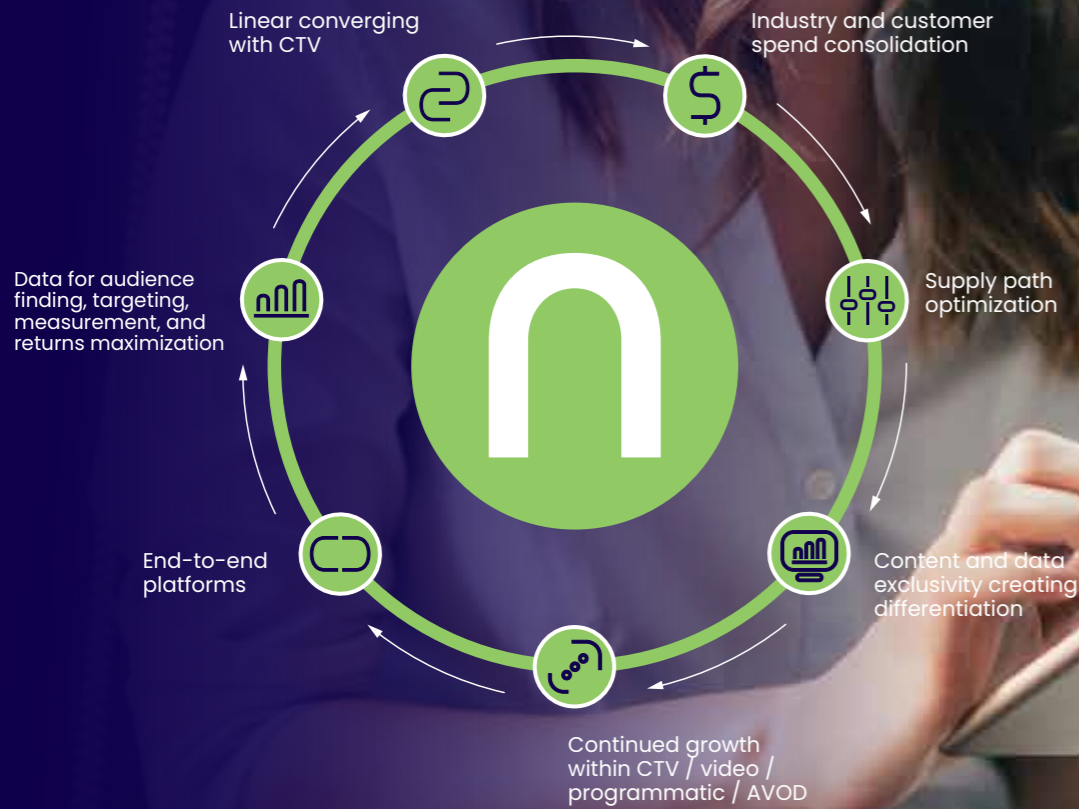 Linear converging
with CTV
Industry and customer
spend consolidation
Supply path
optimization
Content and data
exclusivity creating
differentiation
Continued growth
within CTV / video /
programmatic / AVOD
End-to-end
platforms
Data for audience
finding, targeting,
measurement, and
returns maximization
n